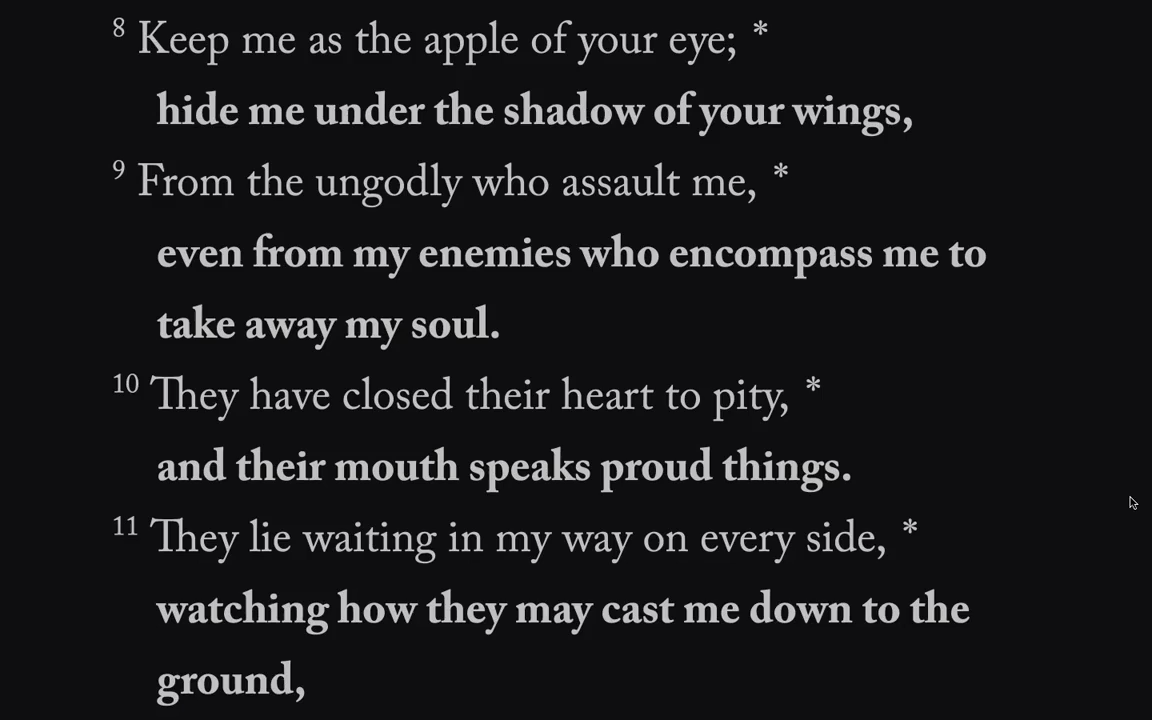 8 Keep me as the apple of your eye; *
hide me under the shadow of your wings,
9 From the ungodly who assault me, *
even from my enemies who encompass me to
take away my soul.
10 They have closed their heart to pity, *
and their mouth speaks proud things.
11 They lie waiting in my way on every side, *
watching how they may cast me down to the
ground,